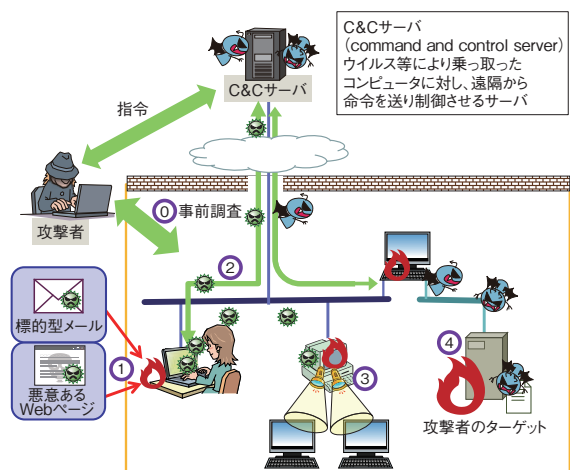 C&Cサーバ
(command and control server)
ウイルス等により乗っ取った
コンピュータに対し、遠隔から
命令を送り制御させるサーバ
C&Cサーバ
指令
攻撃者
⓪ 事前調査
②
標的型メール
①
悪意ある
Webページ
③
④
攻撃者のターゲット